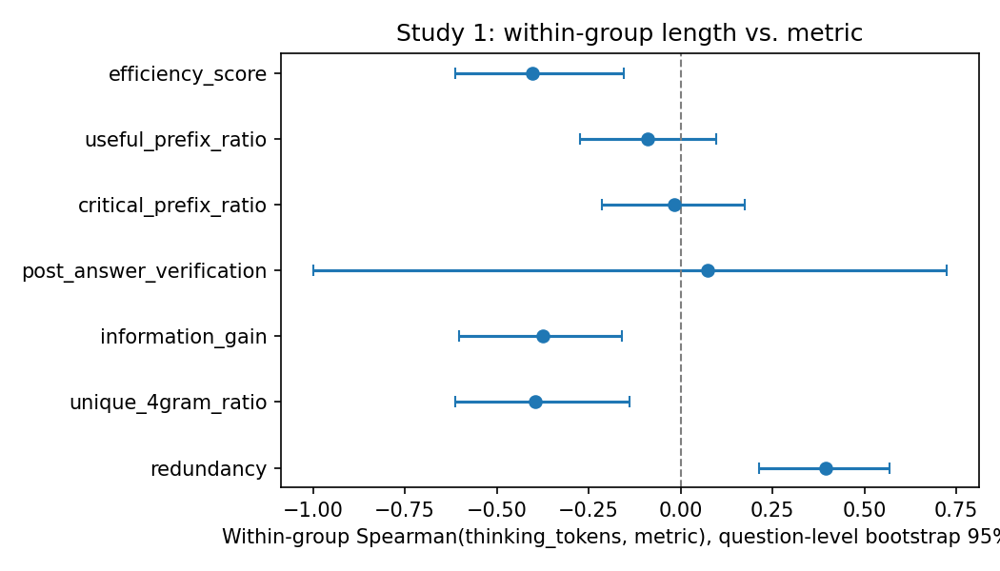 Study 1: within-group length vs. metric
efficiency_score
useful_prefix_ratio
critical_prefix_ratio
post_answer_verification
information_gain
unique_4gram_ratio
redundancy
−1.00 −0.75 −0.50 −0.25 0.00 0.25 0.50 0.75
Within-group Spearman(thinking_tokens, metric), question-level bootstrap 95%